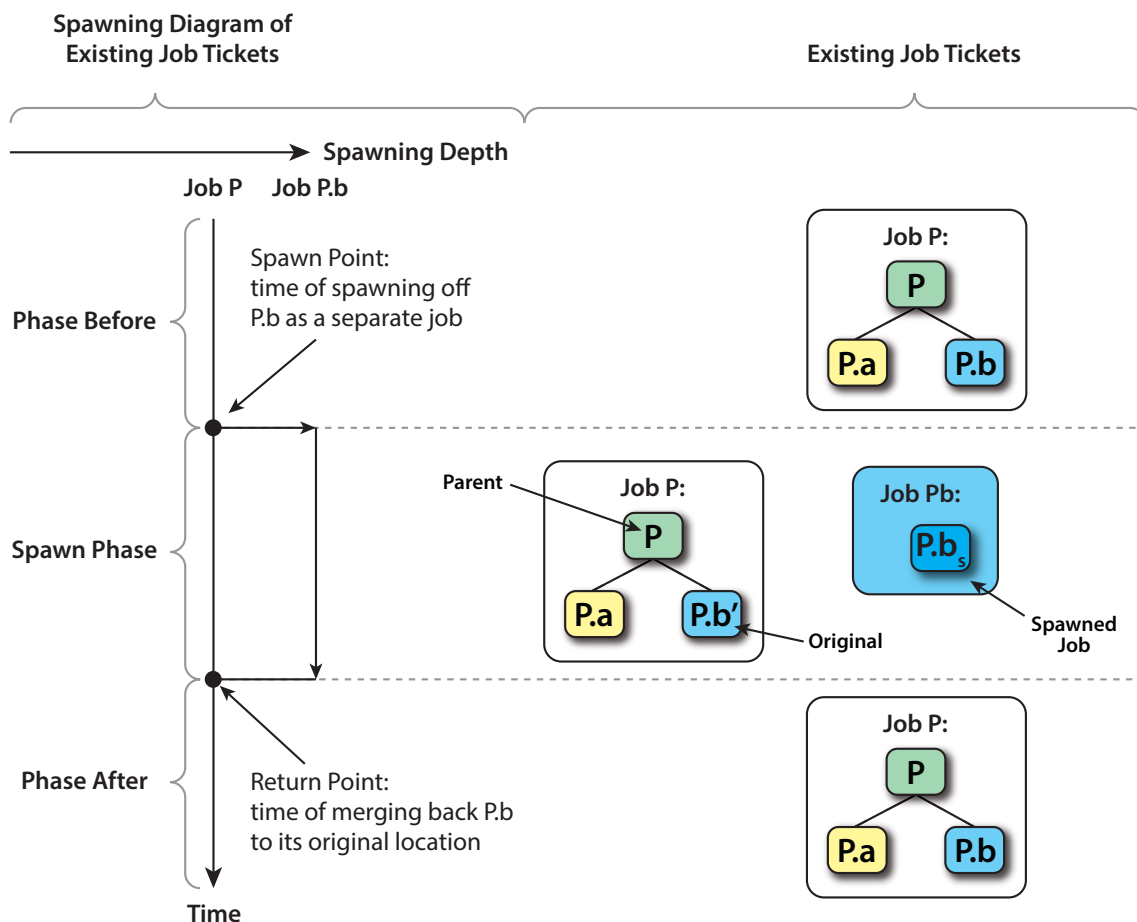 Spawning Diagram of
Existing Job Tickets
Existing Job Tickets
Spawning Depth
Job P
Job P.b
Spawn Point:
time of spawning off
P.b as a separate job
Phase Before
Job P:
P
P.a
P.b
Spawn Phase
Parent
Job P:
P
P.a
P.b’
Original
Job Pb:
P.bs
Spawned
Job
Phase After
Return Point:
time of merging back P.b
to its original location
Job P:
P
P.a
P.b
Time